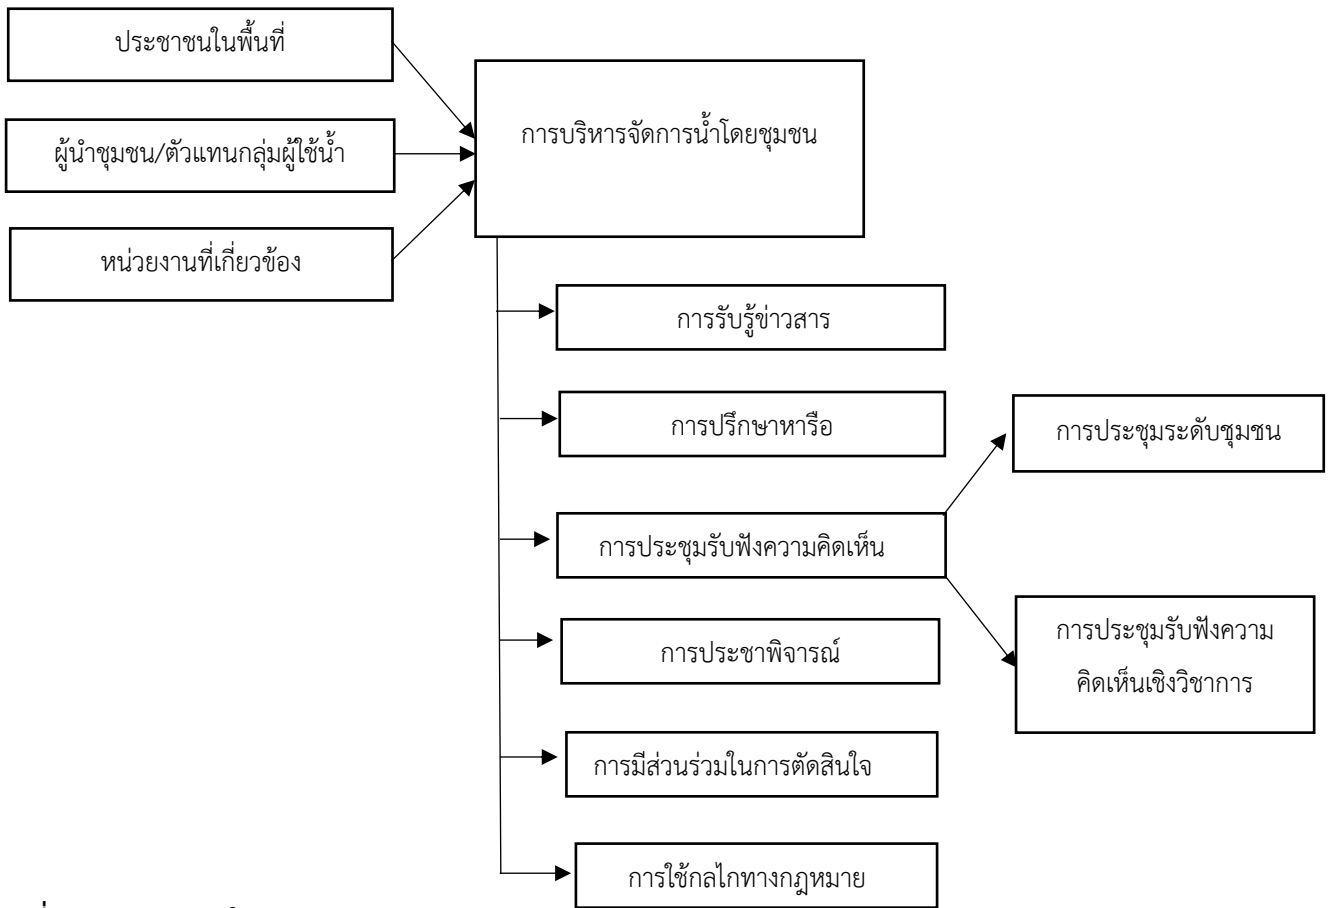 ประชาชนในพื้นที่
ผู้นำชุมชน/ตัวแทนกลุ่มผู้ใช้น้ำ
หน่วยงานที่เกี่ยวข้อง
การบริหารจัดการน้ำโดยชุมชน
การรับรู้ข่าวสาร
การปรึกษาหารือ
การประชุมรับฟังความคิดเห็น
การประชุมระดับชุมชน
การประชุมรับฟังความ
คิดเห็นเชิงวิชาการ
การประชาพิจารณ์
การมีส่วนร่วมในการตัดสินใจ
การใช้กลไกทางกฎหมาย